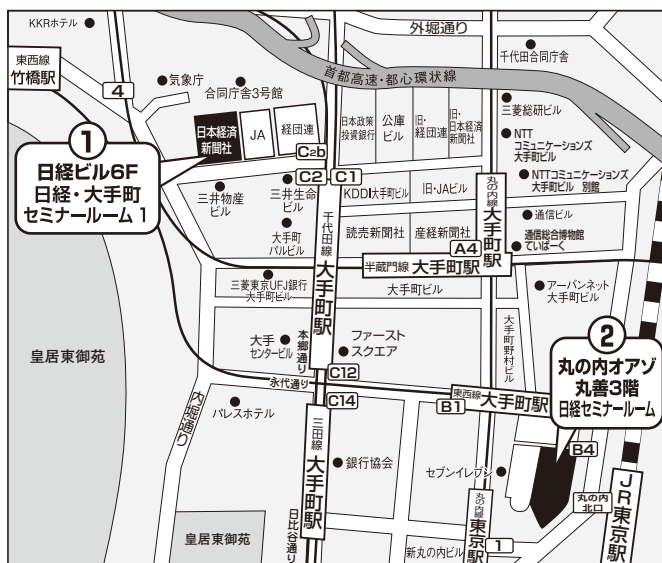 KKRホテル
外堀通り
千代田合同庁舎
東西線
竹橋駅
気象庁
合同庁舎3号館
首都高速・都心環状線
4
三菱総研ビル
日本経済
新聞社
JA
経団連
日本政策
投資銀行
公庫
ビル
旧・
経団連
旧・
日本経済
新聞社
NTT
コミュニケーションズ
大手町ビル
1
日経ビル6F
日経・大手町
セミナールーム 1
C2b
C2
C1
NTTコミュニケーションズ
大手町ビル 別館
三井物産
ビル
三井生命
ビル
KDDI大手町ビル
旧・JAビル
丸の内線
大手町駅
通信ビル
大手町
パルビル
千代田線
大手町駅
読売新聞社
産経新聞社
A4
通信総合博物館
ていぱーく
半蔵門線 大手町駅
三菱東京UFJ銀行
大手町ビル
大手町ビル
アーバンネット
大手町ビル
皇居東御苑
大手
センタービル
本郷通り
ファースト
スクエア
大手町野村ビル
2
丸の内オアゾ
丸善3階
日経セミナールーム
C12
永代通り
内堀通り
パレスホテル
C14
東西線 大手町駅
B1
B4
三田線
大手町駅
銀行協会
セブンイレブン
丸の内
北口
JR東京駅
丸の内線
東京駅
皇居東御苑
日比谷通り
新丸の内ビル
1